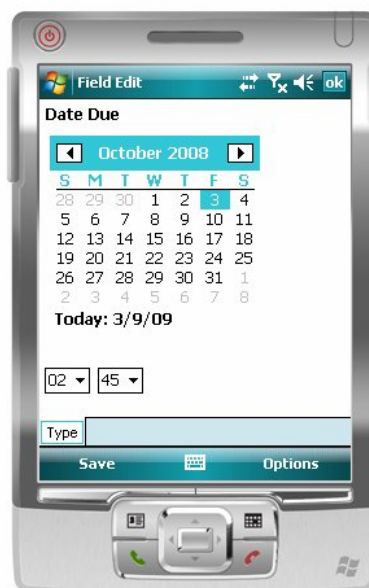 Field Edit ok
Date Due
October 2008
S M T W T F S
28 29 30 1 2 3 4
5 6 7 8 9 10 11
12 13 14 15 16 17 18
19 20 21 22 23 24 25
26 27 28 29 30 31 1
2 3 4 5 6 7 8
Today: 3/9/09
02 45
Type
Save Options